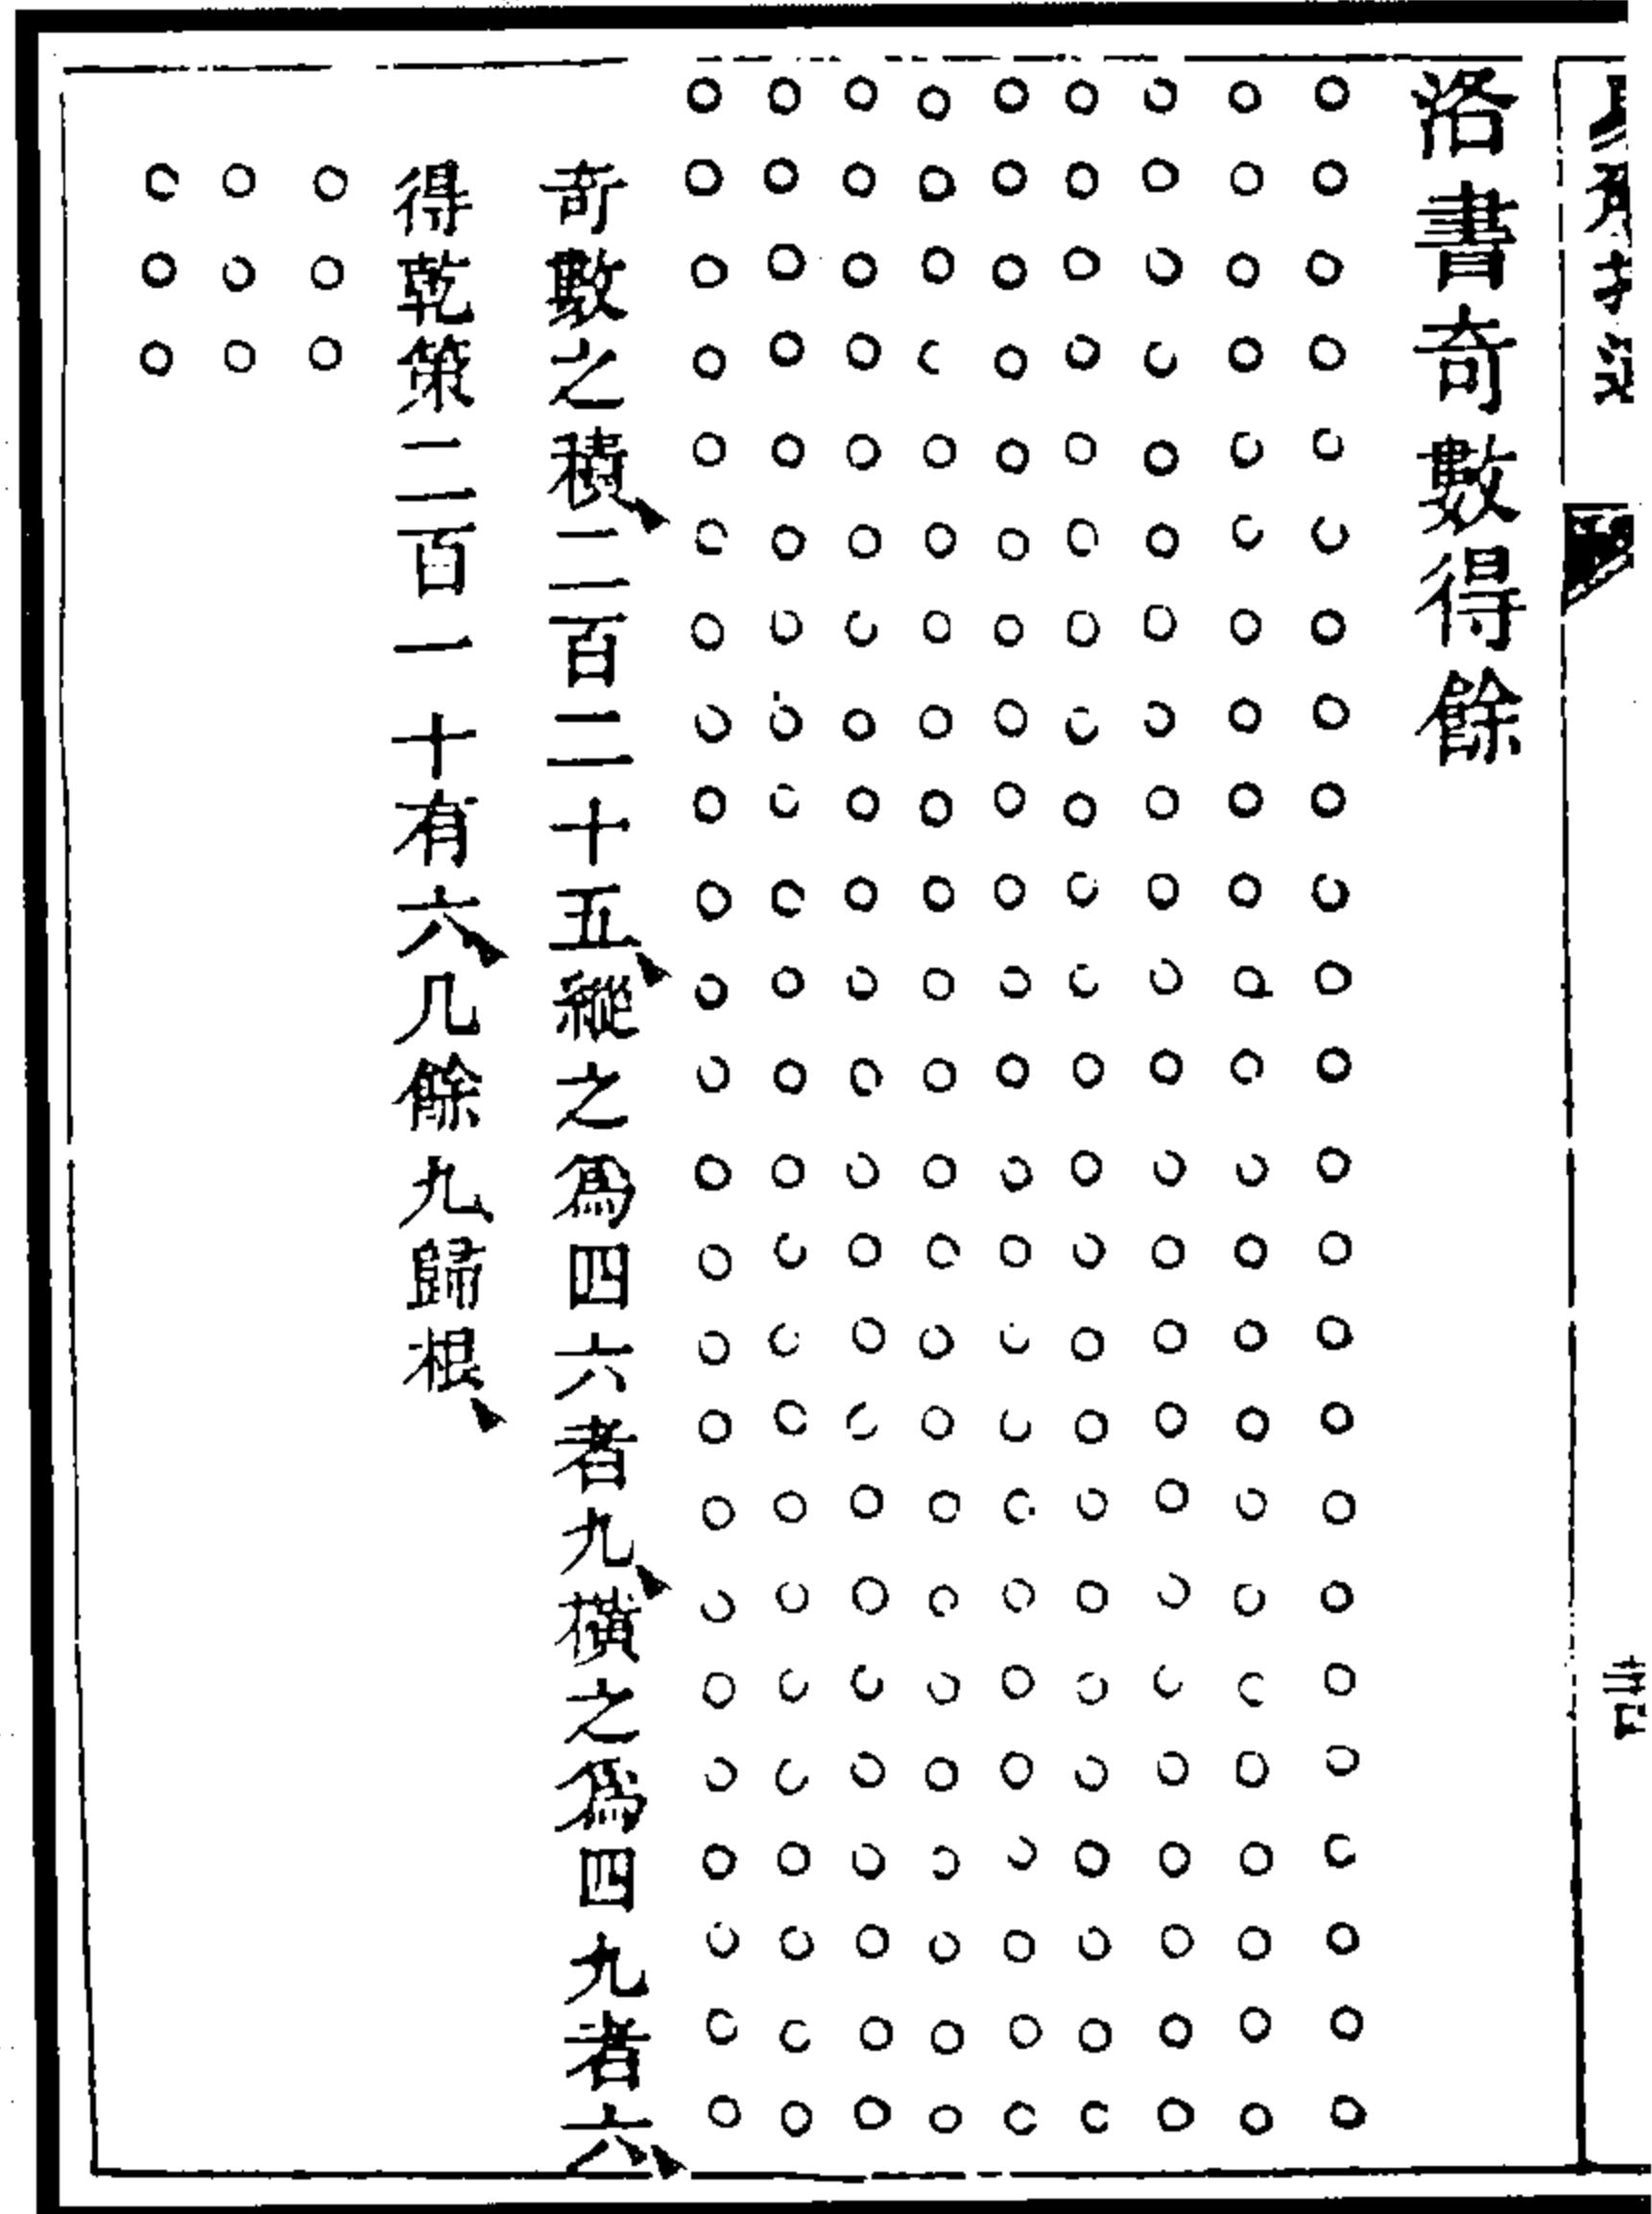 洛書奇數得餘
奇數之積二百二十五縱之爲四六者九橫之爲四九者六
得乾策二百一十有六几餘九歸根